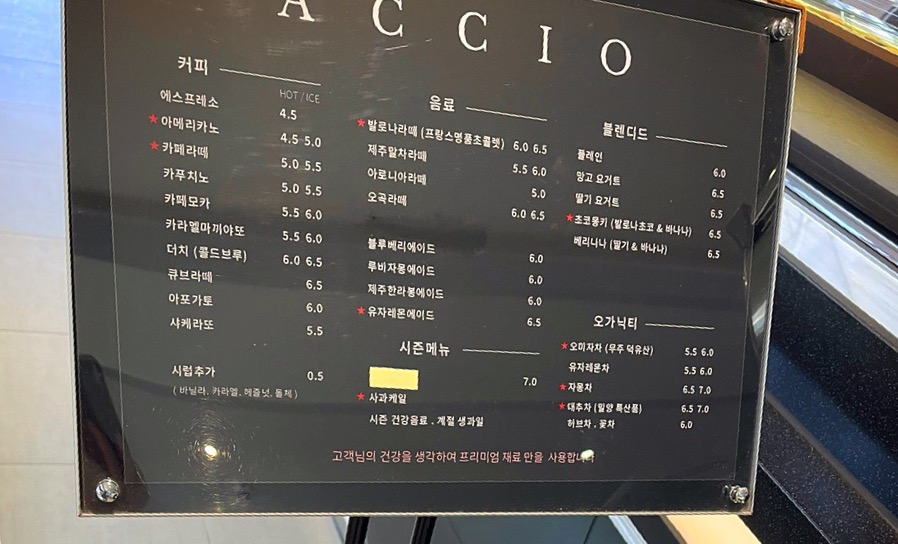 ACCIO
커피
HOT / ICE
에스프레소 4.5
★아메리카노 4.5 5.0
★카페라떼 5.0 5.5
카푸치노 5.0 5.5
카페모카 5.5 6.0
카라멜마끼야또 5.5 6.0
더치 (콜드브루) 6.0 6.5
큐브라떼 6.5
아포가토 6.0
샤케라또 5.5
시럽추가 0.5
( 바닐라, 카라멜, 헤즐넛, 돌체 )
음료
★발로나라떼 (프랑스명품초콜렛) 6.0 6.5
제주말차라떼 5.5 6.0
아로니아라떼 5.0
오곡라떼 6.0 6.5
블루베리에이드 6.0
루비자몽에이드 6.0
제주한라봉에이드 6.0
★유자레몬에이드 6.5
시즌메뉴
7.0
★사과케일
시즌 건강음료 . 계절 생과일
블렌디드
플레인 6.0
망고 요거트 6.5
딸기 요거트 6.5
★초코몽키 (발로나초코 & 바나나) 6.5
베리나나 (딸기 & 바나나) 6.5
오가닉티
★오미자차 (무주 덕유산) 5.5 6.0
유자레몬차 5.5 6.0
★자몽차 6.5 7.0
★대추차 (밀양 특산품) 6.5 7.0
허브차 . 꽃차 6.0
고객님의 건강을 생각하여 프리미엄 재료 만을 사용합니다